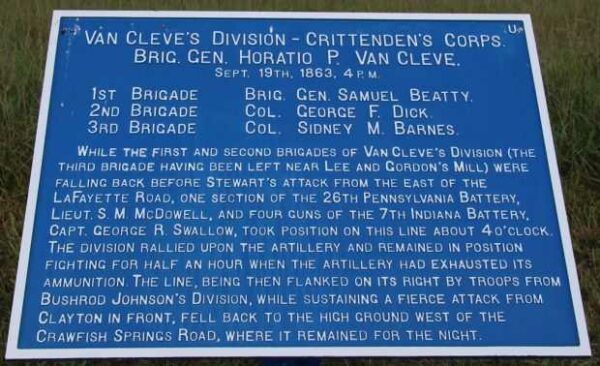 U.
VAN CLEVE'S DIVISION - CRITTENDEN'S CORPS.
BRIG. GEN. HORATIO P. VAN CLEVE.
SEPT. 19TH, 1863, 4 P.M.
1ST BRIGADE BRIG. GEN. SAMUEL BEATTY.
2ND BRIGADE COL. GEORGE F. DICK.
3RD BRIGADE COL. SIDNEY M. BARNES.
WHILE THE FIRST AND SECOND BRIGADES OF VAN CLEVE'S DIVISION (THE
THIRD BRIGADE HAVING BEEN LEFT NEAR LEE AND GORDON'S MILL) WERE
FALLING BACK BEFORE STEWART'S ATTACK FROM THE EAST OF THE
LAFAYETTE ROAD, ONE SECTION OF THE 26TH PENNSYLVANIA BATTERY,
LIEUT. S. M. MCDOWELL, AND FOUR GUNS OF THE 7TH INDIANA BATTERY,
CAPT. GEORGE R. SWALLOW, TOOK POSITION ON THIS LINE ABOUT 4 O'CLOCK.
THE DIVISION RALLIED UPON THE ARTILLERY AND REMAINED IN POSITION
FIGHTING FOR HALF AN HOUR WHEN THE ARTILLERY HAD EXHAUSTED ITS
AMMUNITION. THE LINE, BEING THEN FLANKED ON ITS RIGHT BY TROOPS FROM
BUSHROD JOHNSON'S DIVISION, WHILE SUSTAINING A FIERCE ATTACK FROM
CLAYTON IN FRONT, FELL BACK TO THE HIGH GROUND WEST OF THE
CRAWFISH SPRINGS ROAD, WHERE IT REMAINED FOR THE NIGHT.